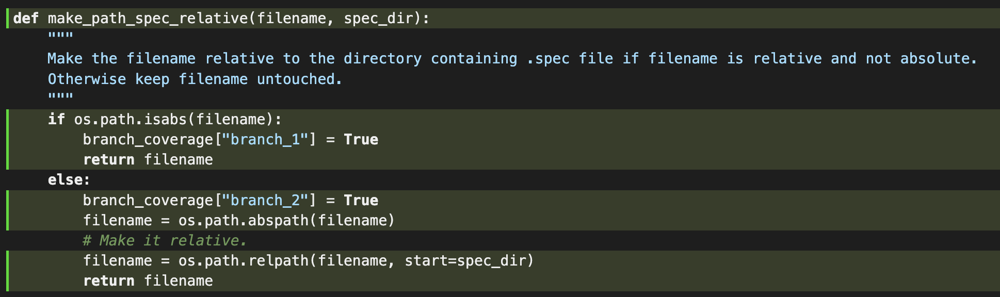 def make_path_spec_relative(filename, spec_dir):
    """
    Make the filename relative to the directory containing .spec file if filename is relative and not absolute.
    Otherwise keep filename untouched.
    """
    if os.path.isabs(filename):
        branch_coverage["branch_1"] = True
        return filename
    else:
        branch_coverage["branch_2"] = True
        filename = os.path.abspath(filename)
        # Make it relative.
        filename = os.path.relpath(filename, start=spec_dir)
        return filename